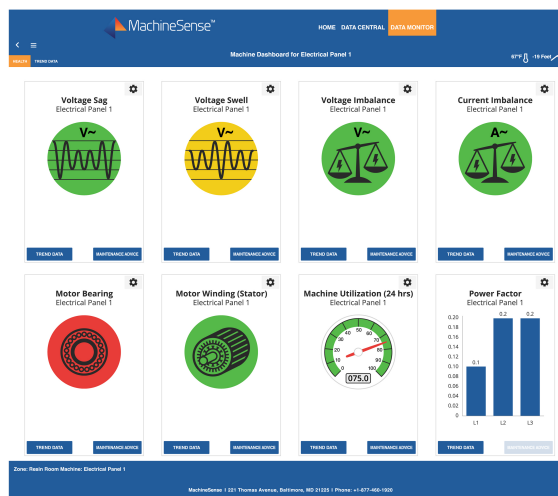 MachineSense™
HOME DATA CENTRAL DATA MONITOR
Machine Dashboard for Electrical Panel 1
67°F -19 Feet
HEALTH TREND DATA
Voltage Sag
Electrical Panel 1
V~
TREND DATA MAINTENANCE ADVICE
Voltage Swell
Electrical Panel 1
V~
TREND DATA MAINTENANCE ADVICE
Voltage Imbalance
Electrical Panel 1
V~
TREND DATA MAINTENANCE ADVICE
Current Imbalance
Electrical Panel 1
A~
TREND DATA MAINTENANCE ADVICE
Motor Bearing
Electrical Panel 1
TREND DATA MAINTENANCE ADVICE
Motor Winding (Stator)
Electrical Panel 1
TREND DATA MAINTENANCE ADVICE
Machine Utilization (24 hrs)
Electrical Panel 1
0 10 20 30 40 50 60 70 80 90 100
075.0
TREND DATA MAINTENANCE ADVICE
Power Factor
Electrical Panel 1
0.20
0.18
0.16
0.14
0.12
0.10
0.08
0.06
0.04
0.02
0
0.1 0.2 0.2
L1 L2 L3
TREND DATA MAINTENANCE ADVICE
Zone: Resin Room Machine: Electrical Panel 1
MachineSense | 221 Thomas Avenue, Baltimore, MD 21225 | Phone: +1-877-460-1920